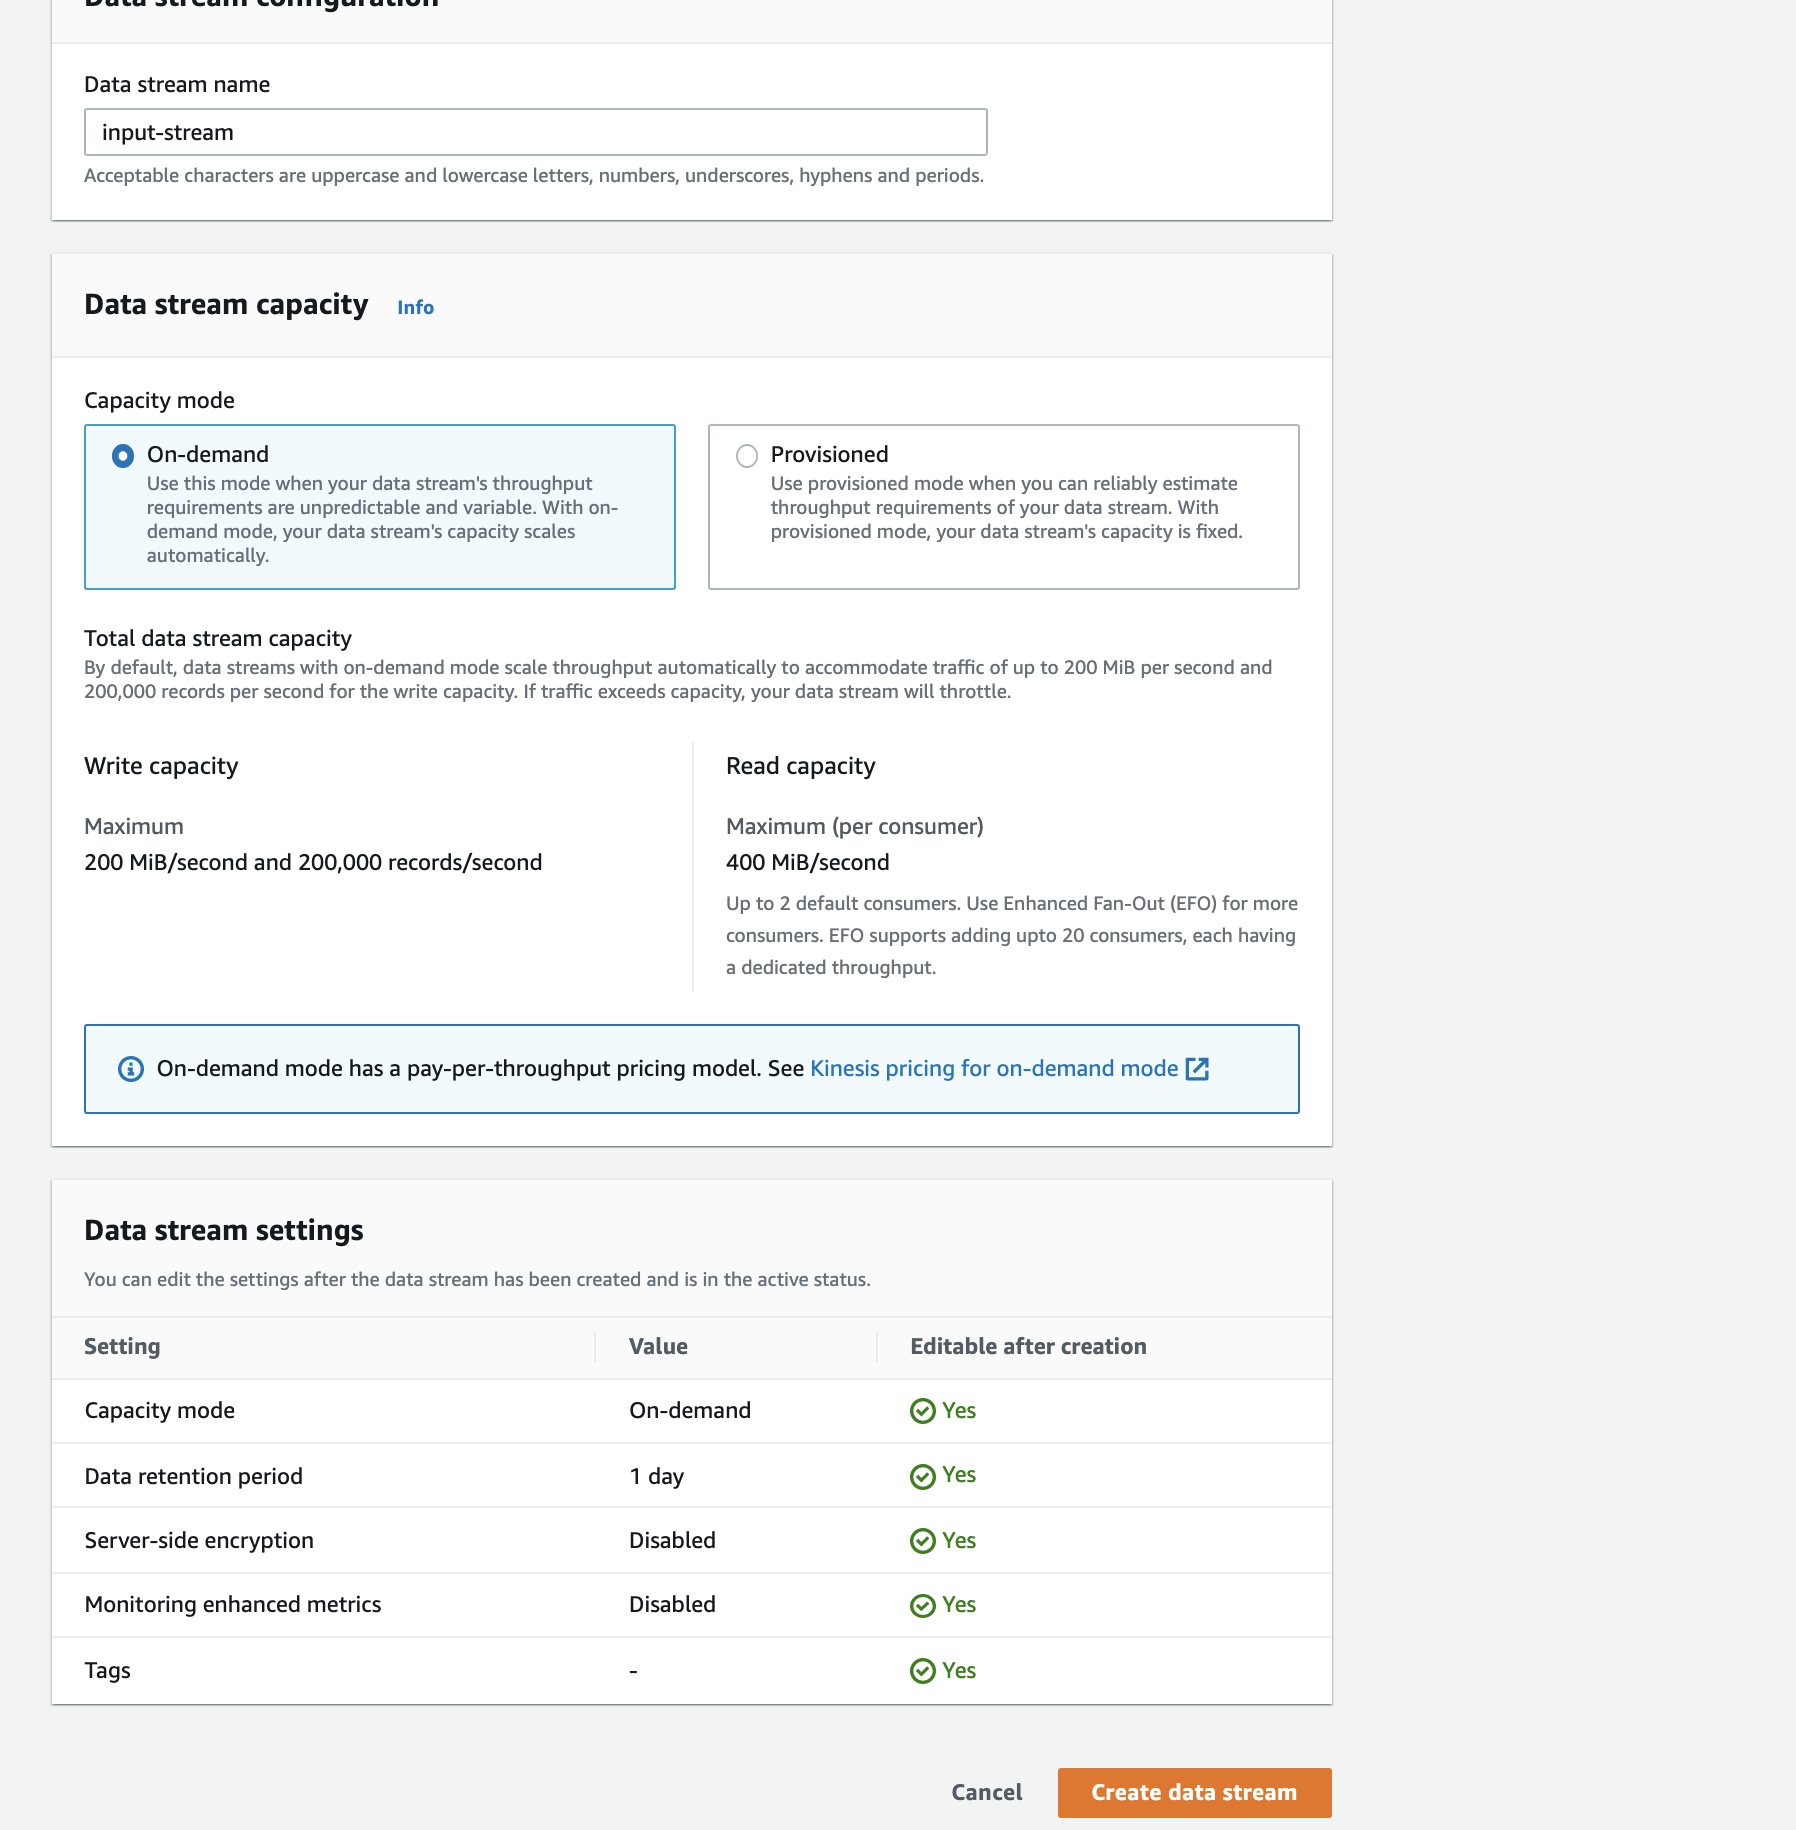 Data stream configuration
Data stream name
input-stream
Acceptable characters are uppercase and lowercase letters, numbers, underscores, hyphens and periods.
Data stream capacity Info
Capacity mode
On-demand
Use this mode when your data stream's throughput
requirements are unpredictable and variable. With on-
demand mode, your data stream's capacity scales
automatically.
Provisioned
Use provisioned mode when you can reliably estimate
throughput requirements of your data stream. With
provisioned mode, your data stream's capacity is fixed.
Total data stream capacity
By default, data streams with on-demand mode scale throughput automatically to accommodate traffic of up to 200 MiB per second and
200,000 records per second for the write capacity. If traffic exceeds capacity, your data stream will throttle.
Write capacity
Maximum
200 MiB/second and 200,000 records/second
Read capacity
Maximum (per consumer)
400 MiB/second
Up to 2 default consumers. Use Enhanced Fan-Out (EFO) for more
consumers. EFO supports adding upto 20 consumers, each having
a dedicated throughput.
On-demand mode has a pay-per-throughput pricing model. See Kinesis pricing for on-demand mode
Data stream settings
You can edit the settings after the data stream has been created and is in the active status.
Setting Value Editable after creation
Capacity mode On-demand Yes
Data retention period 1 day Yes
Server-side encryption Disabled Yes
Monitoring enhanced metrics Disabled Yes
Tags - Yes
Cancel Create data stream